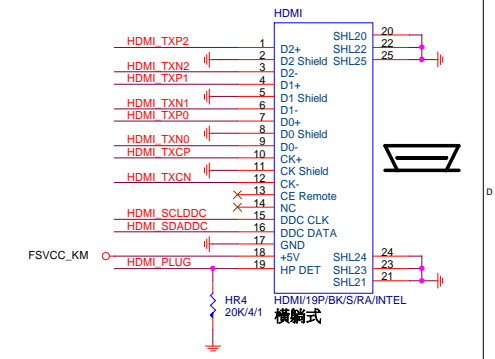 HDMI
HDMI_TXP2 1 D2+ SHL20 20
2 D2 Shield SHL22 22
HDMI_TXN2 3 D2- SHL25 25
HDMI_TXP1 4 D1+
5 D1 Shield
HDMI_TXN1 6 D1-
HDMI_TXP0 7 D0+
8 D0 Shield
HDMI_TXN0 9 D0-
HDMI_TXCP 10 CK+
11 CK Shield
HDMI_TXCN 12 CK-
13 CE Remote
14 NC
HDMI_SCLDDC 15 DDC CLK
HDMI_SDADDC 16 DDC DATA
17 GND
FSVCC_KM 18 +5V SHL24 24
HDMI_PLUG 19 HP DET SHL23 23
SHL21 21
HR4
20K/4/1
HDMI/19P/BK/S/RA/INTEL
橫躺式
D